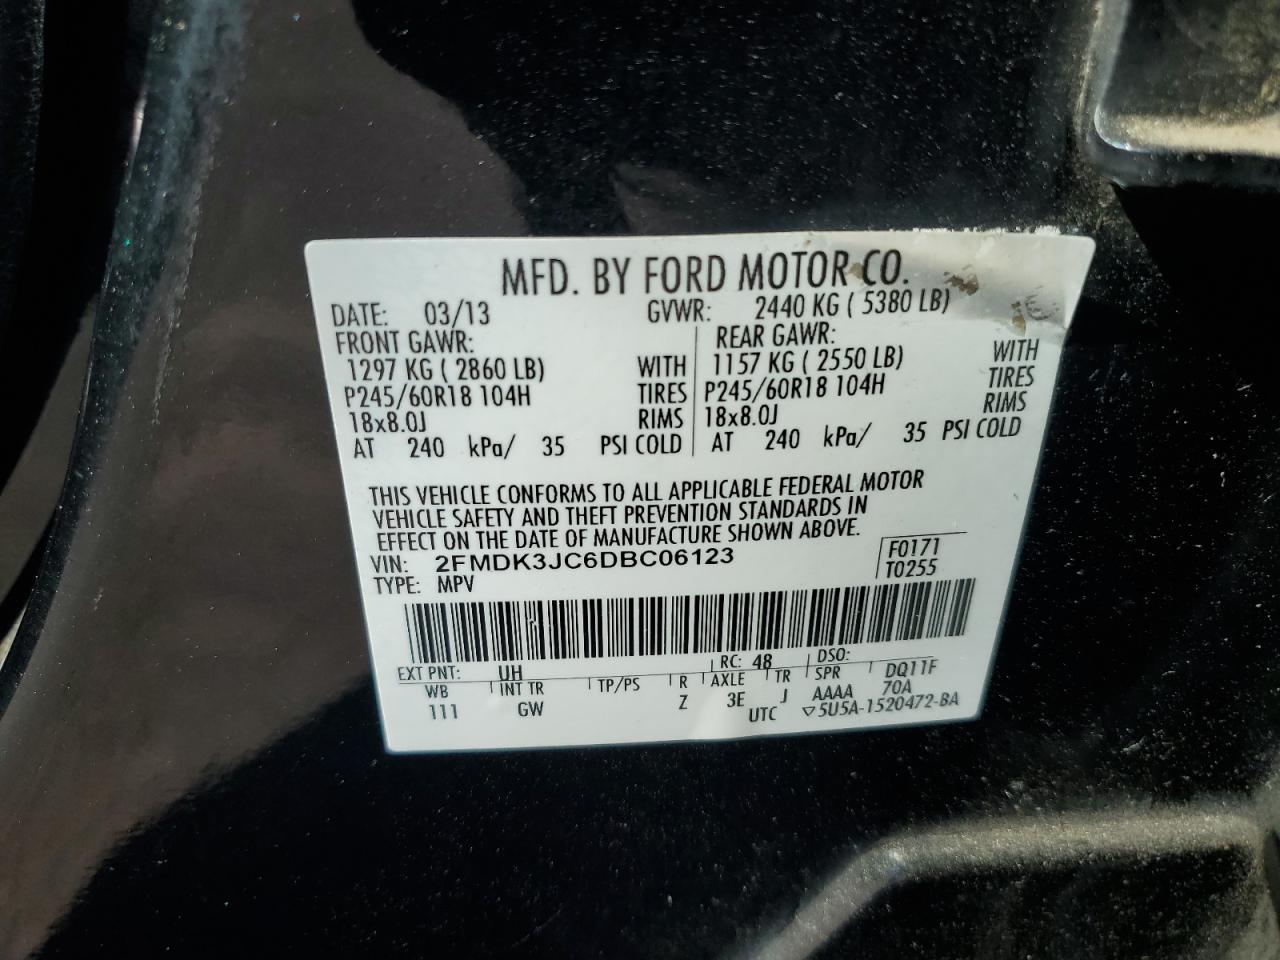 MFD. BY FORD MOTOR CO.
DATE: 03/13 GVWR: 2440 KG ( 5380 LB)
FRONT GAWR: REAR GAWR:
1297 KG ( 2860 LB) WITH 1157 KG ( 2550 LB) WITH
P245/60R18 104H TIRES P245/60R18 104H TIRES
18x8.0J RIMS 18x8.0J RIMS
AT 240 kPa/ 35 PSI COLD AT 240 kPa/ 35 PSI COLD
THIS VEHICLE CONFORMS TO ALL APPLICABLE FEDERAL MOTOR
VEHICLE SAFETY AND THEFT PREVENTION STANDARDS IN
EFFECT ON THE DATE OF MANUFACTURE SHOWN ABOVE.
VIN: 2FMDK3JC6DBC06123 F0171
TYPE: MPV T0255
EXT PNT: UH RC: 48 DSO:
WB INT TR TP/PS R AXLE TR SPR DQ11F
111 GW Z 3E J AAAA 70A
UTC ▽5U5A-1520472-BA